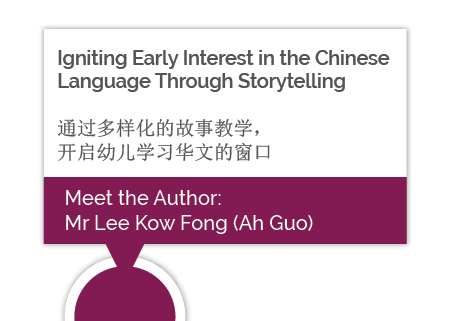 Igniting Early Interest in the Chinese
Language Through Storytelling
通过多样化的故事教学，
开启幼儿学习华文的窗口
Meet the Author:
Mr Lee Kow Fong (Ah Guo)